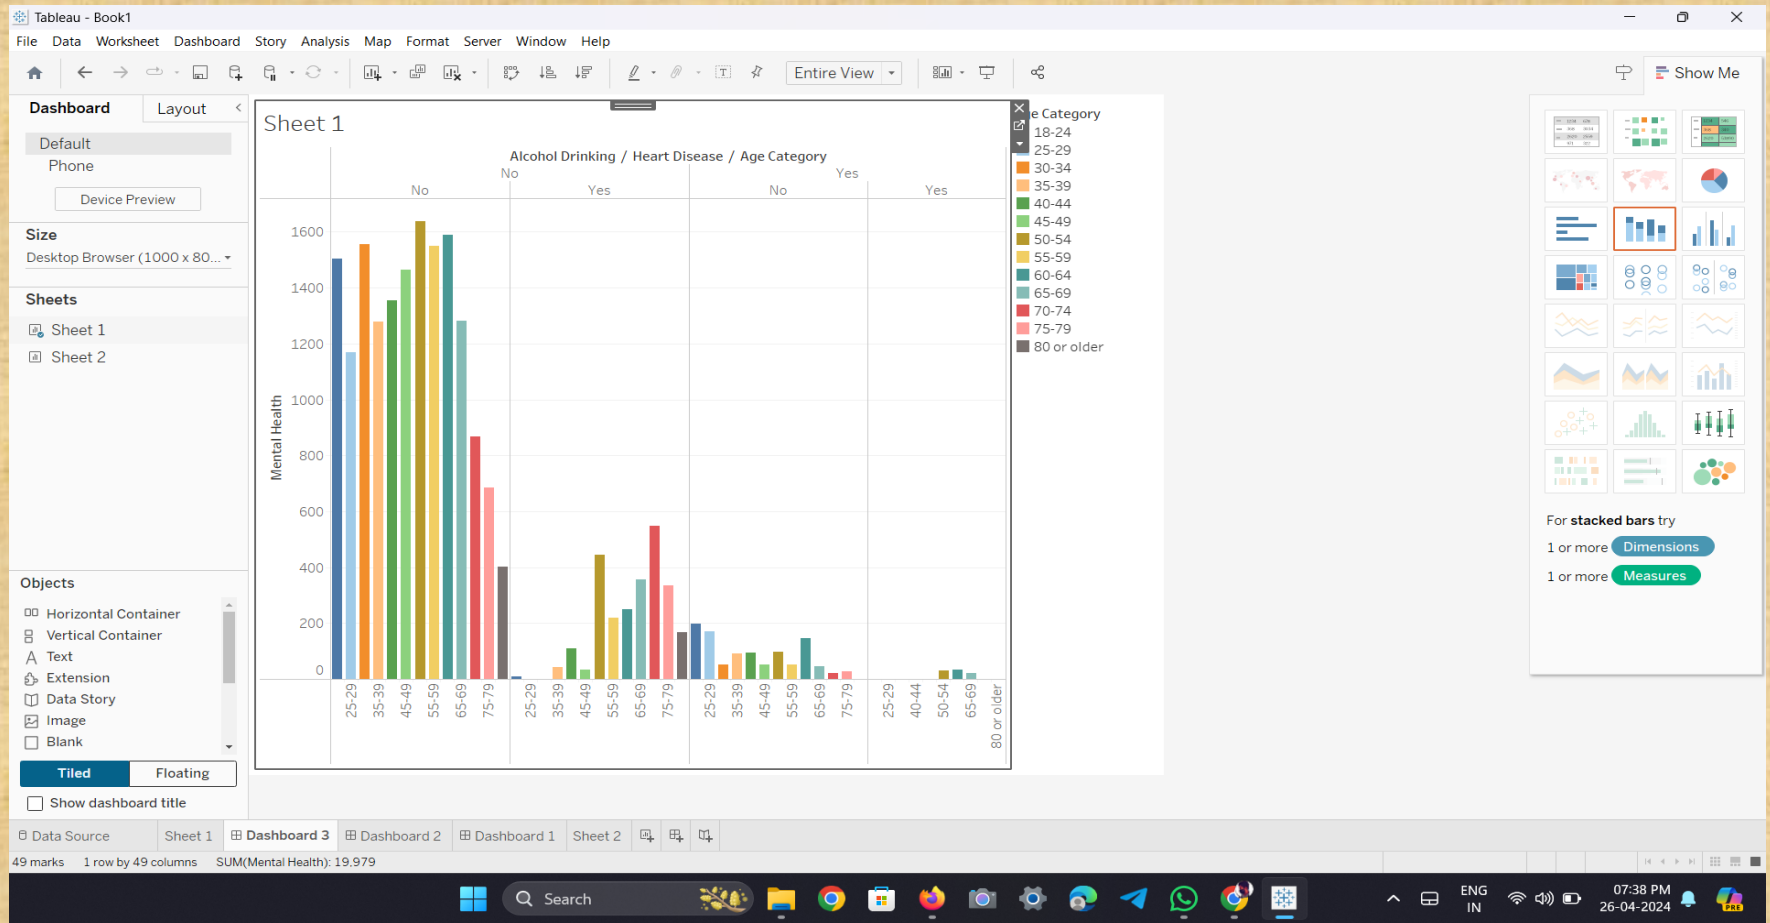 Tableau - Book1
File Data Worksheet Dashboard Story Analysis Map Format Server Window Help
Entire View
Show Me
Dashboard Layout
Default
Phone
Device Preview
Size
Desktop Browser (1000 x 80...
Sheets
Sheet 1
Sheet 2
Objects
Horizontal Container
Vertical Container
Text
Extension
Data Story
Image
Blank
Tiled Floating
Show dashboard title
Sheet 1
Alcohol Drinking / Heart Disease / Age Category
No Yes
No Yes No Yes
Mental Health
1600
1400
1200
1000
800
600
400
200
0
25-29 35-39 45-49 55-59 65-69 75-79 25-29 35-39 45-49 55-59 65-69 75-79 25-29 35-39 45-49 55-59 65-69 75-79 25-29 40-44 50-54 65-69 80 or older
e Category
18-24
25-29
30-34
35-39
40-44
45-49
50-54
55-59
60-64
65-69
70-74
75-79
80 or older
For stacked bars try
1 or more Dimensions
1 or more Measures
Data Source Sheet 1 Dashboard 3 Dashboard 2 Dashboard 1 Sheet 2
49 marks 1 row by 49 columns SUM(Mental Health): 19.979
Search
ENG
IN
07:38 PM
26-04-2024
PRE